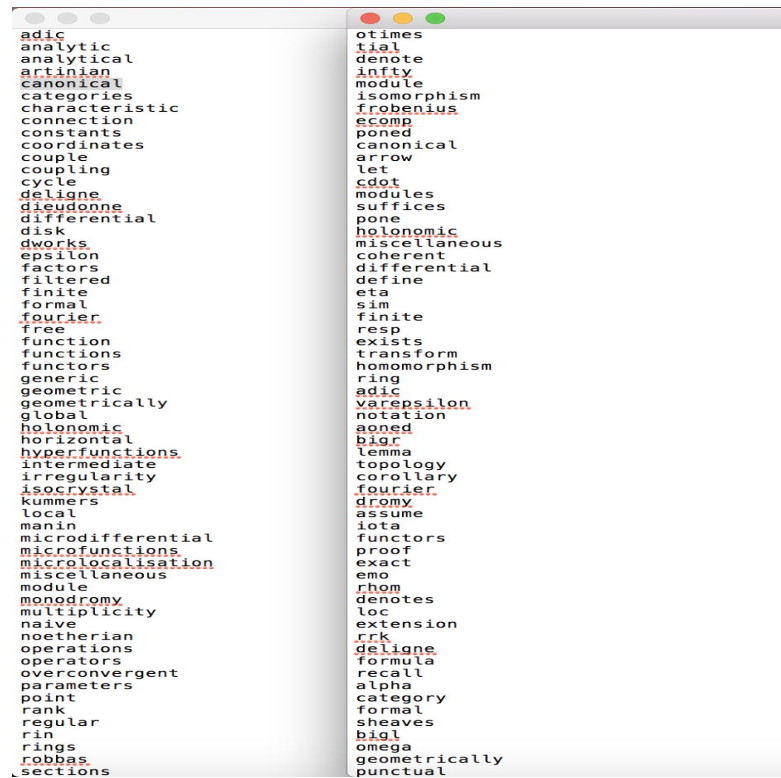 adic
analytic
analytical
artinian
canonical
categories
characteristic
connection
constants
coordinates
couple
coupling
cycle
deligne
dieudonne
differential
disk
dworks
epsilon
factors
filtered
finite
formal
fourier
free
function
functions
functors
generic
geometric
geometrically
global
holonomic
horizontal
hyperfunctions
intermediate
irregularity
isocrystal
kummers
local
manin
microdifferential
microfunctions
microlocalisation
miscellaneous
module
monodromy
multiplicity
naive
noetherian
operations
operators
overconvergent
parameters
point
rank
regular
rin
rings
robbas
sections
otimes
tial
denote
infty
module
isomorphism
frobenius
ecomp
poned
canonical
arrow
let
cdot
modules
suffices
pone
holonomic
miscellaneous
coherent
differential
define
eta
sim
finite
resp
exists
transform
homomorphism
ring
adic
varepsilon
notation
aoned
bigr
lemma
topology
corollary
fourier
dromy
assume
iota
functors
proof
exact
emo
rhom
denotes
loc
extension
rrk
deligne
formula
recall
alpha
category
formal
sheaves
bigl
omega
geometrically
punctual